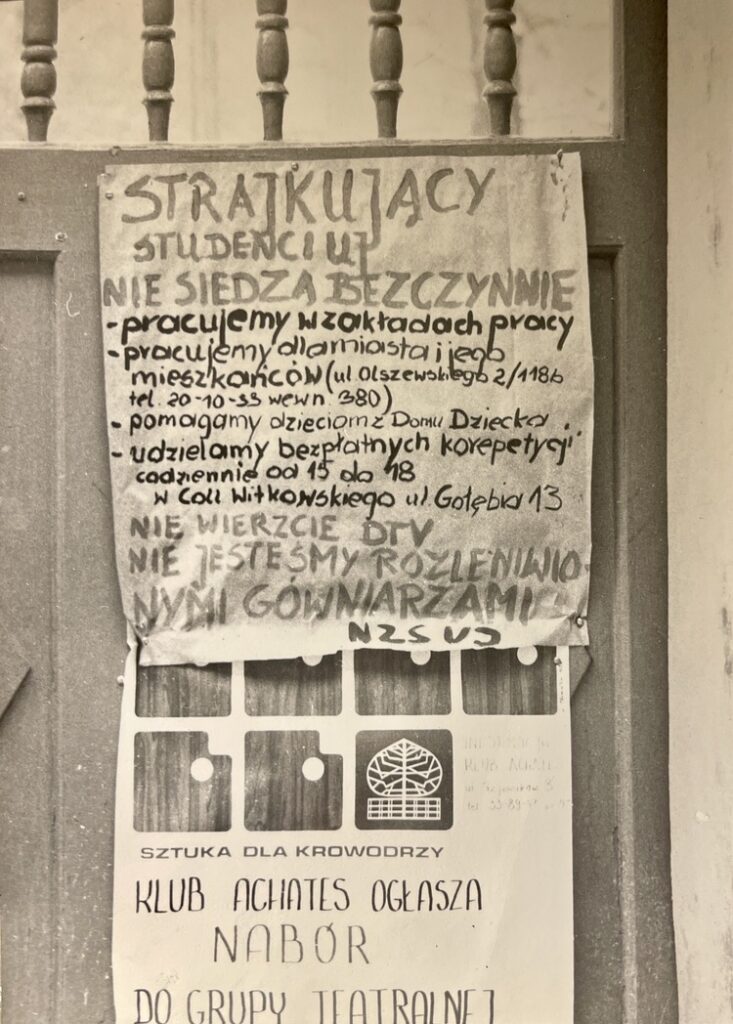 STRAJKUJĄCY
STUDENCI UJ
NIE SIEDZĄ BEZCZYNNIE
- pracujemy w zakładach pracy
- pracujemy dla miasta i jego
mieszkańców (ul Olszewskiego 2/118b
tel. 20-10-33 wewn. 380)
- pomagamy dzieciom z Domu Dziecka
- udzielamy bezpłatnych korepetycji
codziennie od 15 do 18
w Coll Witkowskiego ul. Gołębia 13
NIE WIERZCIE DTV
NIE JESTEŚMY ROZLENIWIO-
NYMI GÓWNIARZAMI!
NZS UJ
KLUB ACHATES
SZTUKA DLA KROWODRZY
KLUB ACHATES OGŁASZA
NABÓR
DO GRUPY TEATRALNEJ